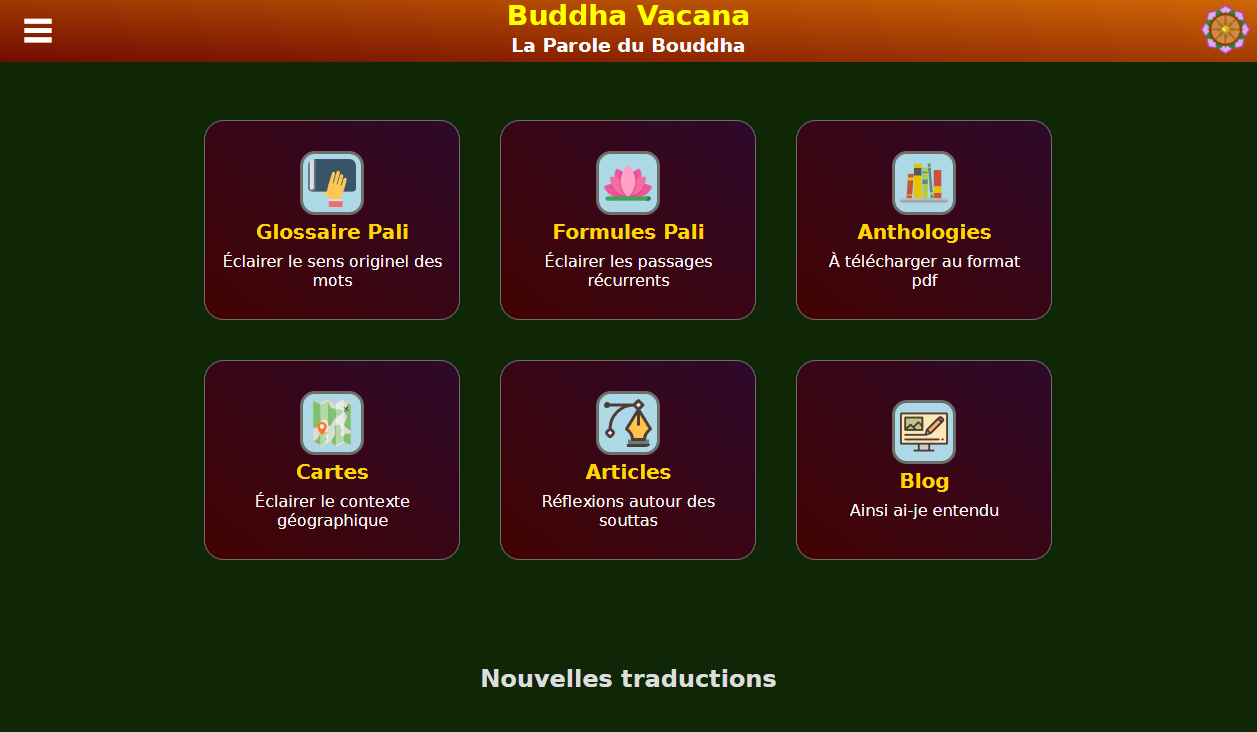 Buddha Vacana
La Parole du Bouddha
Glossaire Pali
Éclairer le sens originel des
mots
Formules Pali
Éclairer les passages
récurrents
Anthologies
À télécharger au format
pdf
Cartes
Éclairer le contexte
géographique
Articles
Réflexions autour des
souttas
Blog
Ainsi ai-je entendu
Nouvelles traductions